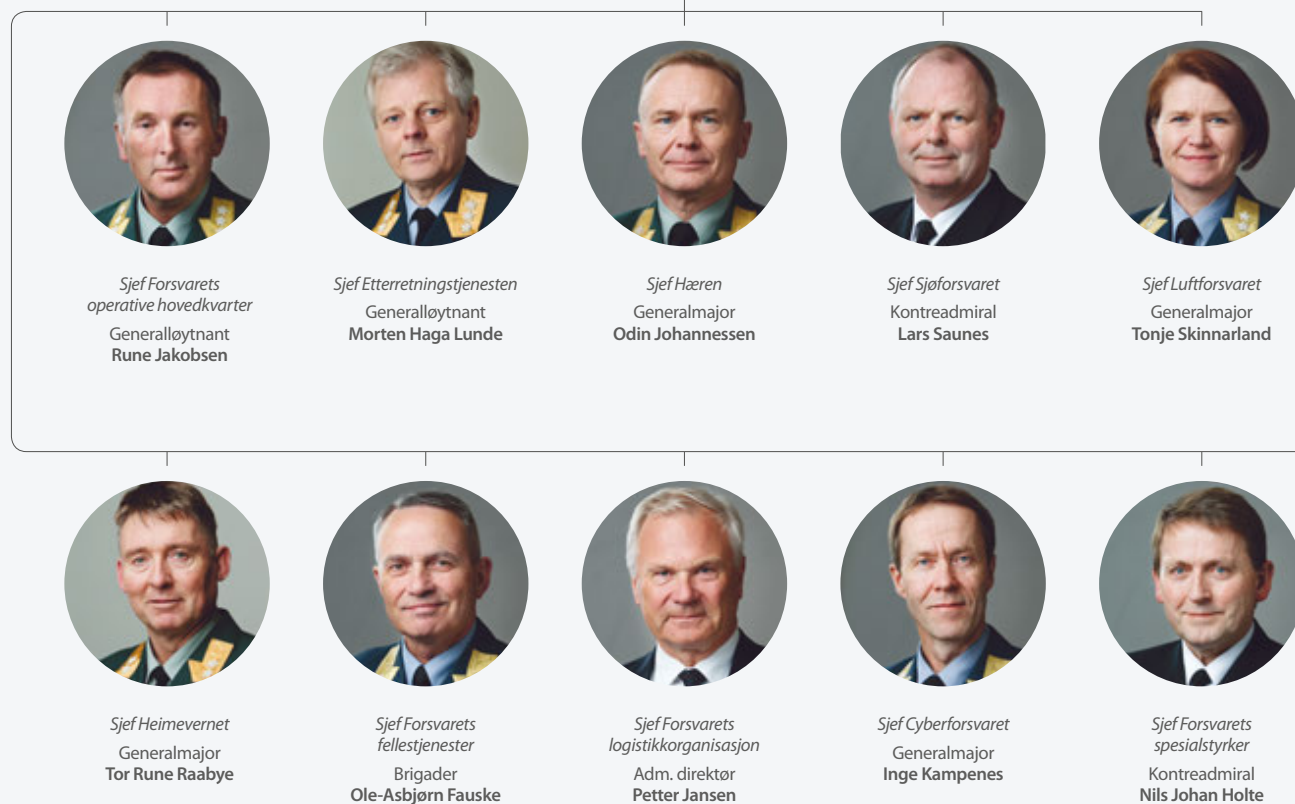 Sjef Forsvarets
operative hovedkvarter
Generalløytnant
Rune Jakobsen
Sjef Etterretningstjenesten
Generalløytnant
Morten Haga Lunde
Sjef Hæren
Generalmajor
Odin Johannessen
Sjef Sjøforsvaret
Kontreadmiral
Lars Saunes
Sjef Luftforsvaret
Generalmajor
Tonje Skinnarland
Sjef Heimevernet
Generalmajor
Tor Rune Raabye
Sjef Forsvarets
fellestjenester
Brigader
Ole-Asbjørn Fauske
Sjef Forsvarets
logistikkorganisasjon
Adm. direktør
Petter Jansen
Sjef Cyberforsvaret
Generalmajor
Inge Kampenes
Sjef Forsvarets
spesialstyrker
Kontreadmiral
Nils Johan Holte